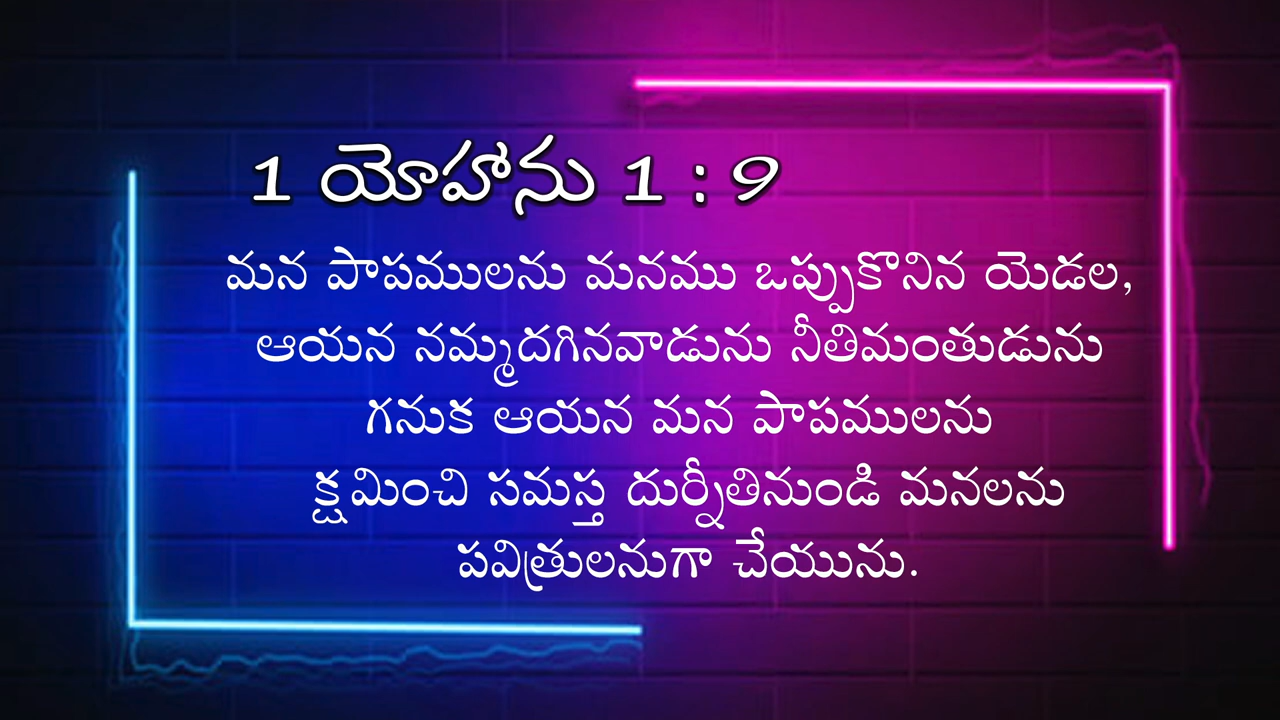 1 యోహాను 1 : 9
మన పాపములను మనము ఒప్పుకొనిన యెడల,
ఆయన నమ్మదగినవాడును నీతిమంతుడును
గనుక ఆయన మన పాపములను
క్షమించి సమస్త దుర్నీతినుండి మనలను
పవిత్రులనుగా చేయును.